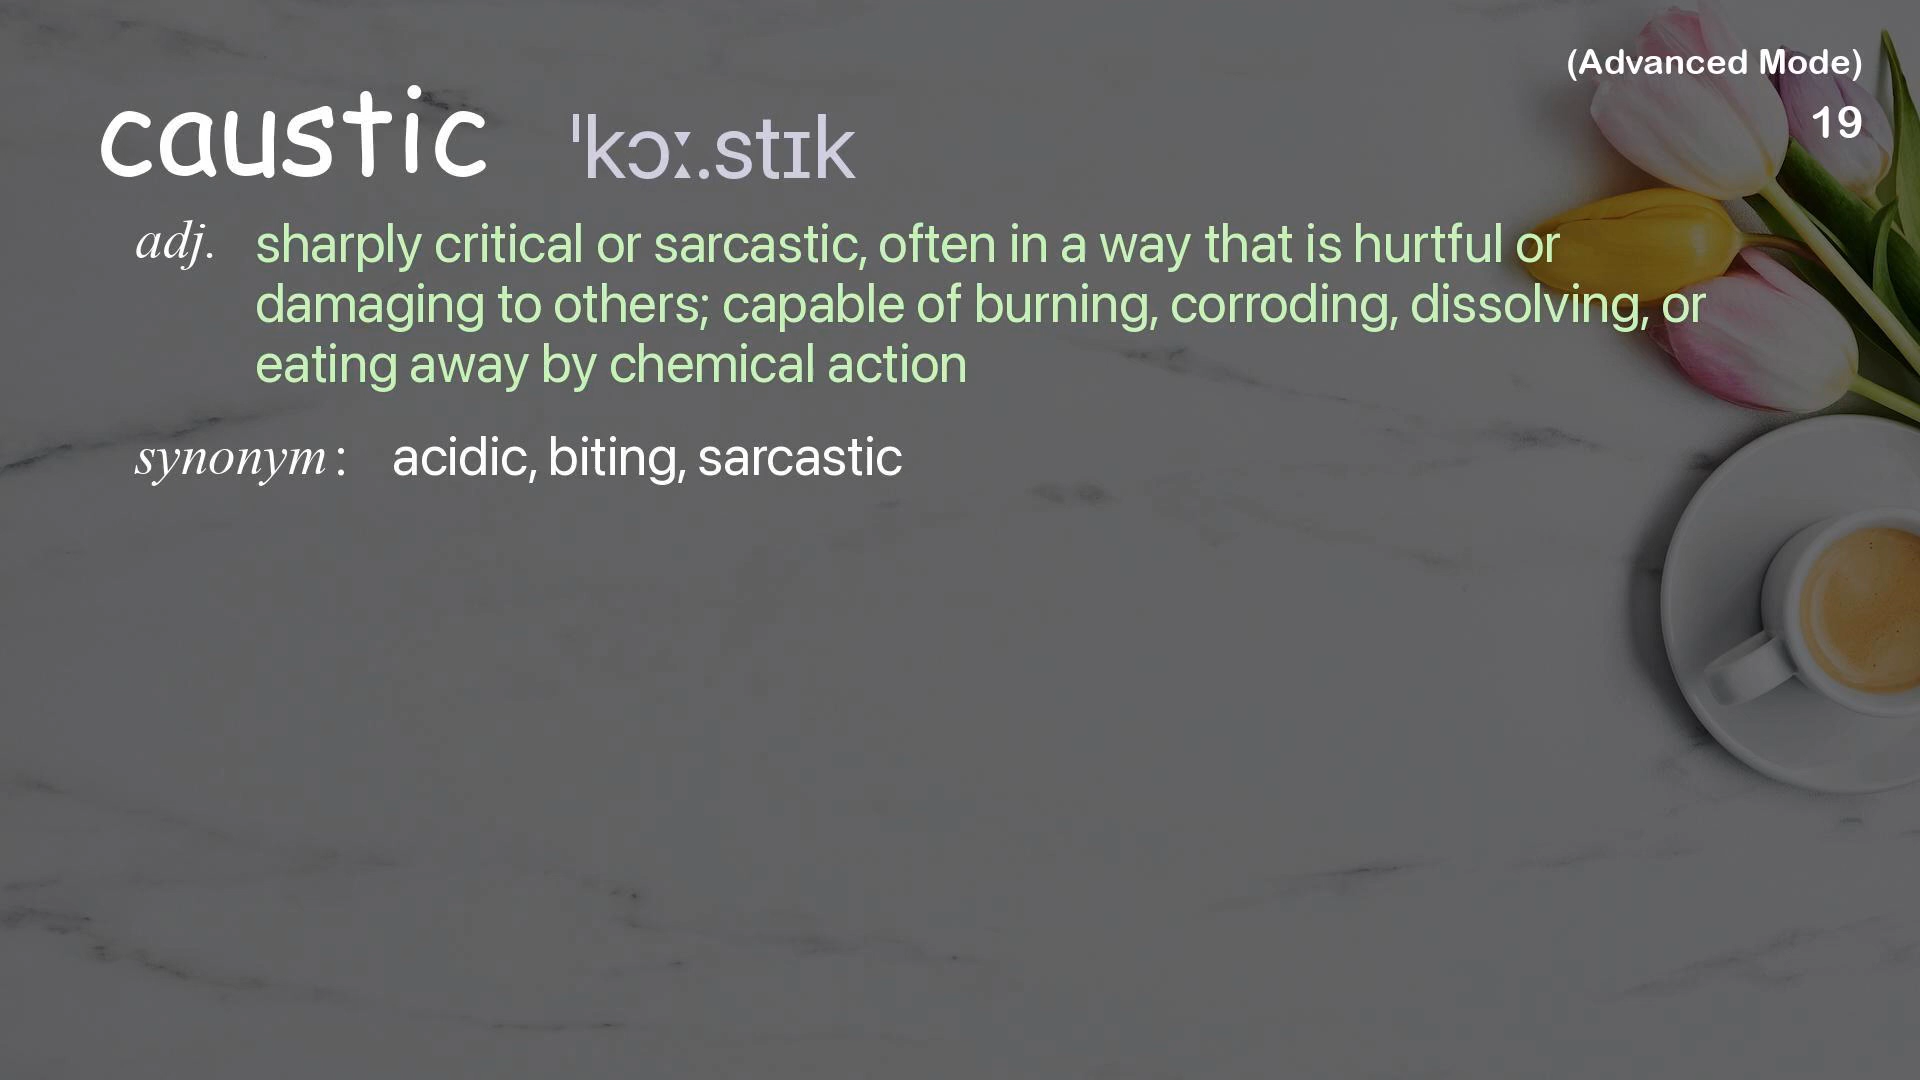 (Advanced Mode)
19
caustic ˈkɔː.stɪk
adj. sharply critical or sarcastic, often in a way that is hurtful or
damaging to others; capable of burning, corroding, dissolving, or
eating away by chemical action
synonym: acidic, biting, sarcastic